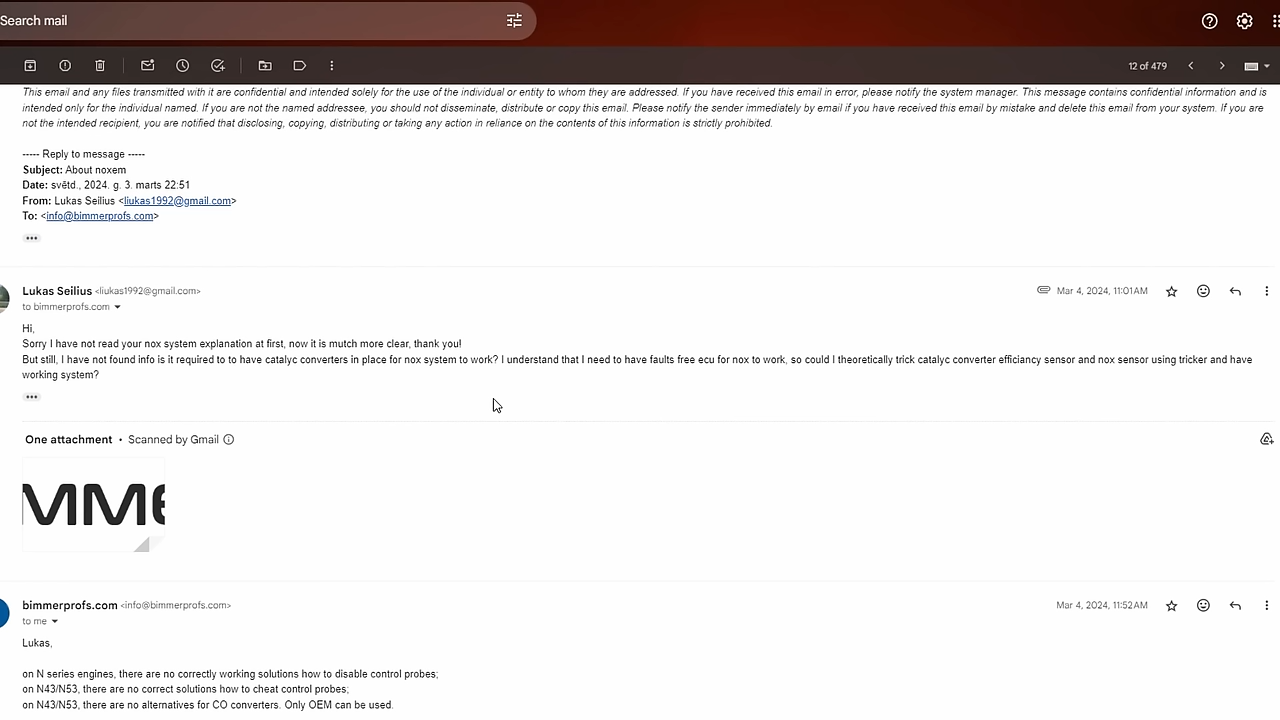 Search mail
12 of 479
This email and any files transmitted with it are confidential and intended solely for the use of the individual or entity to whom they are addressed. If you have received this email in error, please notify the system manager. This message contains confidential information and is
intended only for the individual named. If you are not the named addressee, you should not disseminate, distribute or copy this email. Please notify the sender immediately by email if you have received this email by mistake and delete this email from your system. If you are
not the intended recipient, you are notified that disclosing, copying, distributing or taking any action in reliance on the contents of this information is strictly prohibited.
----- Reply to message -----
Subject: About noxem
Date: svētd., 2024. g. 3. marts 22:51
From: Lukas Seilius <liukas1992@gmail.com>
To: <info@bimmerprofs.com>
Lukas Seilius <liukas1992@gmail.com> Mar 4, 2024, 11:01 AM
to bimmerprofs.com
Hi,
Sorry I have not read your nox system explanation at first, now it is mutch more clear, thank you!
But still, I have not found info is it required to to have catalyc converters in place for nox system to work? I understand that I need to have faults free ecu for nox to work, so could I theoretically trick catalyc converter efficiancy sensor and nox sensor using tricker and have
working system?
One attachment • Scanned by Gmail
MME
bimmerprofs.com <info@bimmerprofs.com> Mar 4, 2024, 11:52 AM
to me
Lukas,
on N series engines, there are no correctly working solutions how to disable control probes;
on N43/N53, there are no correct solutions how to cheat control probes;
on N43/N53, there are no alternatives for CO converters. Only OEM can be used.